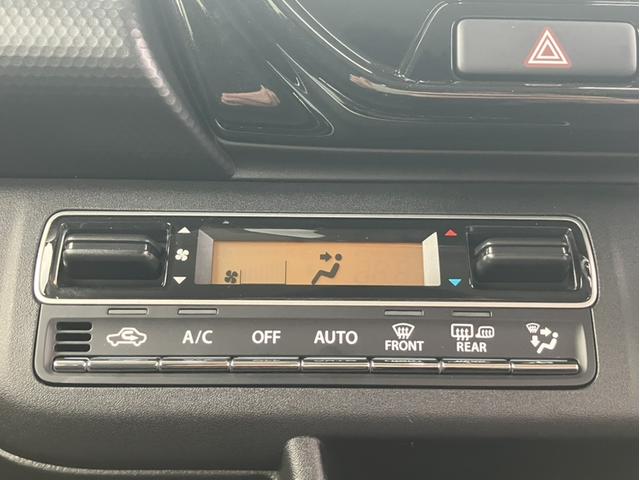 A/C OFF AUTO FRONT REAR